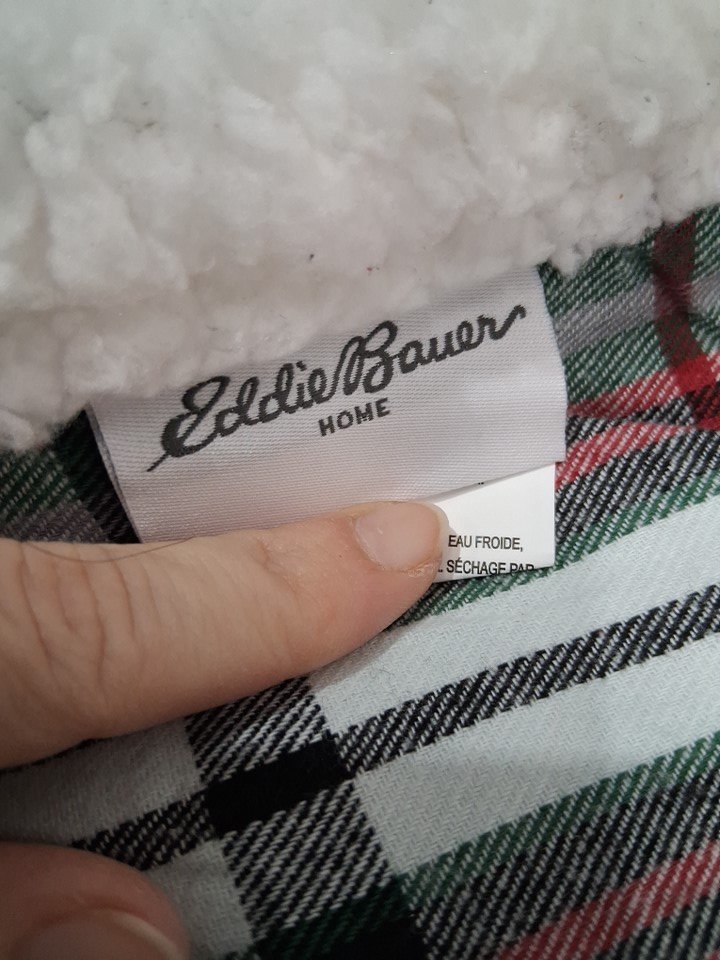 Eddie Bauer
HOME
EAU FROIDE,
SÉCHAGE PAR